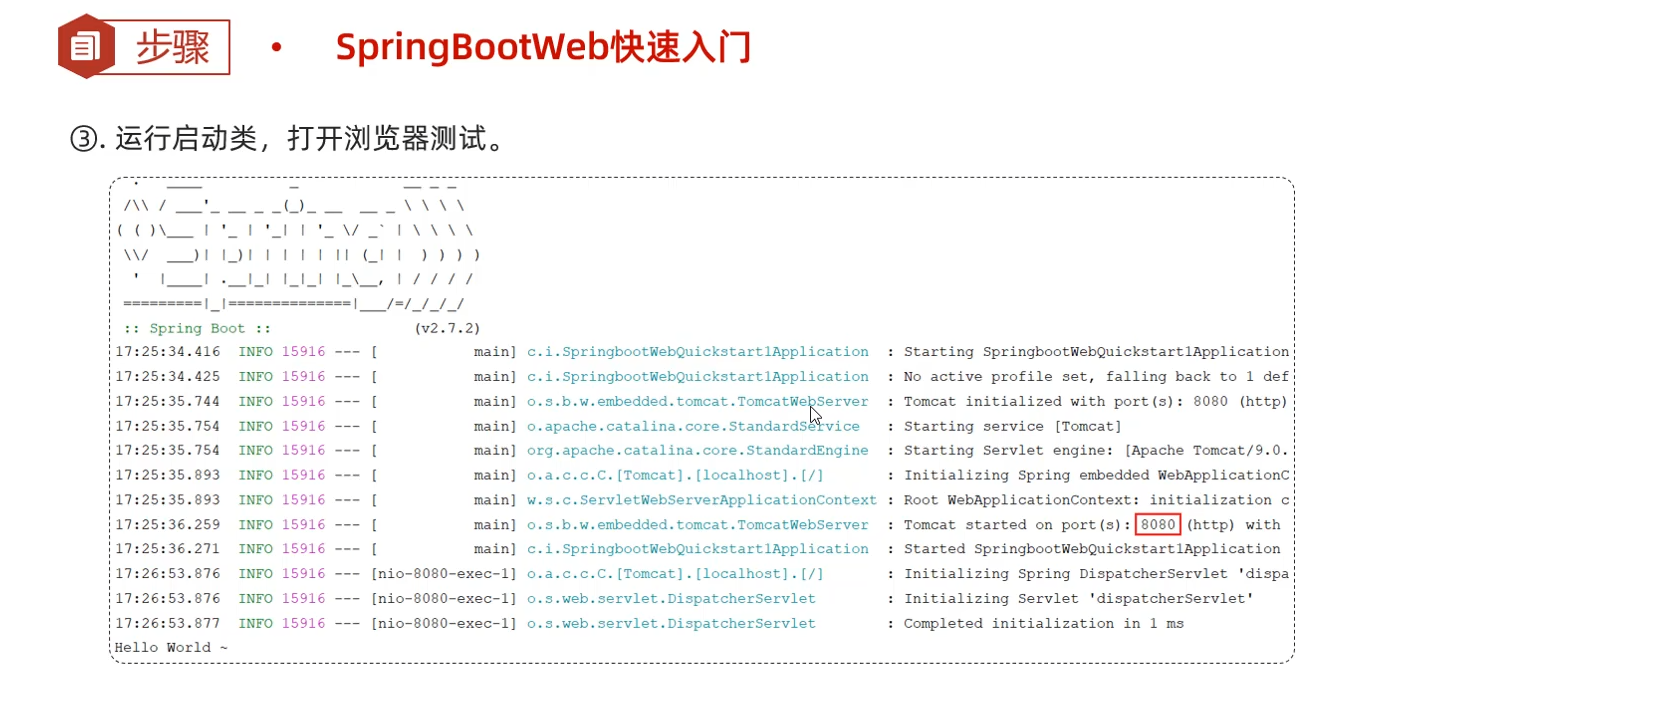 步骤
SpringBootWeb快速入门
③. 运行启动类，打开浏览器测试。
  .   ____          _            __ _ _
 /\\ / ___'_ __ _ _(_)_ __  __ _ \ \ \ \
( ( )\___ | '_ | '_| | '_ \/ _` | \ \ \ \
 \\/  ___)| |_)| | | | | || (_| |  ) ) ) )
  '  |____| .__|_| |_|_| |_\__, | / / / /
 =========|_|==============|___/=/_/_/_/
:: Spring Boot :: (v2.7.2)
17:25:34.416 INFO 15916 --- [ main] c.i.SpringbootWebQuickstart1Application : Starting SpringbootWebQuickstart1Application
17:25:34.425 INFO 15916 --- [ main] c.i.SpringbootWebQuickstart1Application : No active profile set, falling back to 1 def
17:25:35.744 INFO 15916 --- [ main] o.s.b.w.embedded.tomcat.TomcatWebServer : Tomcat initialized with port(s): 8080 (http)
17:25:35.754 INFO 15916 --- [ main] o.apache.catalina.core.StandardService : Starting service [Tomcat]
17:25:35.754 INFO 15916 --- [ main] org.apache.catalina.core.StandardEngine : Starting Servlet engine: [Apache Tomcat/9.0.
17:25:35.893 INFO 15916 --- [ main] o.a.c.c.C.[Tomcat].[localhost].[/] : Initializing Spring embedded WebApplicationC
17:25:35.893 INFO 15916 --- [ main] w.s.c.ServletWebServerApplicationContext : Root WebApplicationContext: initialization c
17:25:36.259 INFO 15916 --- [ main] o.s.b.w.embedded.tomcat.TomcatWebServer : Tomcat started on port(s): 8080 (http) with
17:25:36.271 INFO 15916 --- [ main] c.i.SpringbootWebQuickstart1Application : Started SpringbootWebQuickstart1Application
17:26:53.876 INFO 15916 --- [nio-8080-exec-1] o.a.c.c.C.[Tomcat].[localhost].[/] : Initializing Spring DispatcherServlet 'dispa
17:26:53.876 INFO 15916 --- [nio-8080-exec-1] o.s.web.servlet.DispatcherServlet : Initializing Servlet 'dispatcherServlet'
17:26:53.877 INFO 15916 --- [nio-8080-exec-1] o.s.web.servlet.DispatcherServlet : Completed initialization in 1 ms
Hello World ~